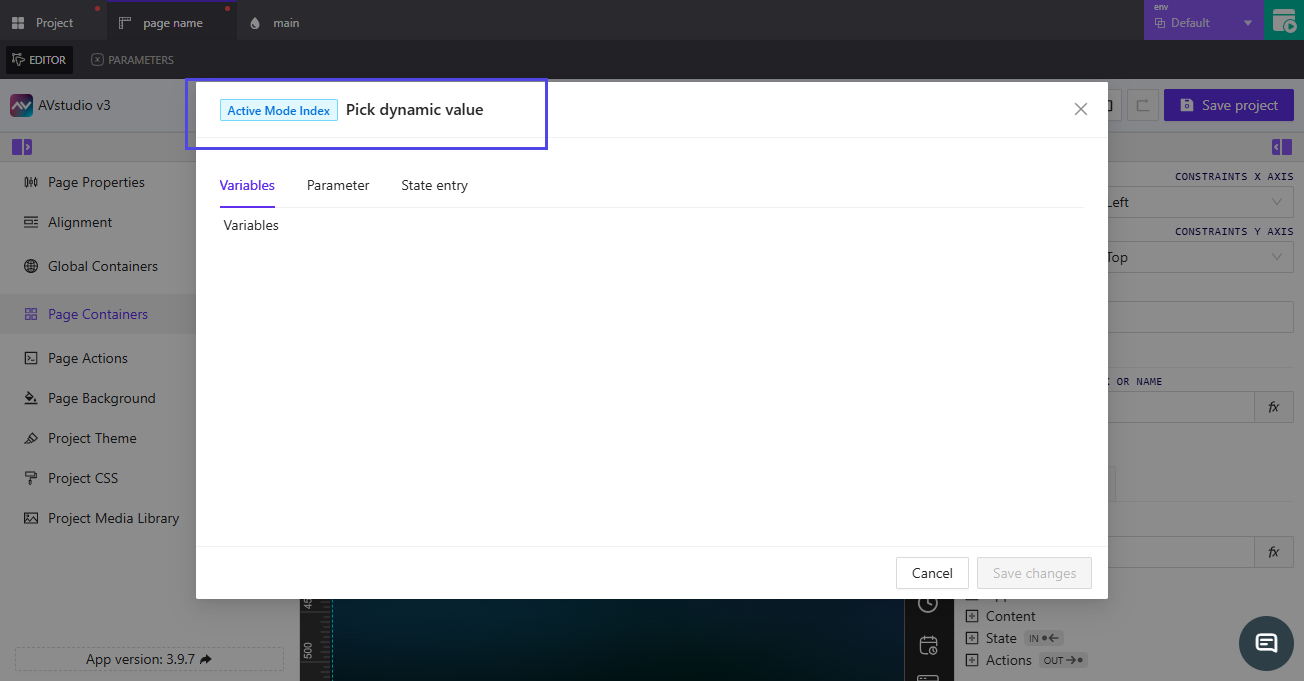 Project
page name
main
env
Default
EDITOR
PARAMETERS
AVstudio v3
Active Mode Index
Pick dynamic value
Save project
Variables
Parameter
State entry
Variables
Page Properties
Alignment
Global Containers
Page Containers
Page Actions
Page Background
Project Theme
Project CSS
Project Media Library
CONSTRAINTS X AXIS
Left
CONSTRAINTS Y AXIS
Top
OR NAME
fx
fx
Cancel
Save changes
500
Content
State
IN
Actions
OUT
App version: 3.9.7